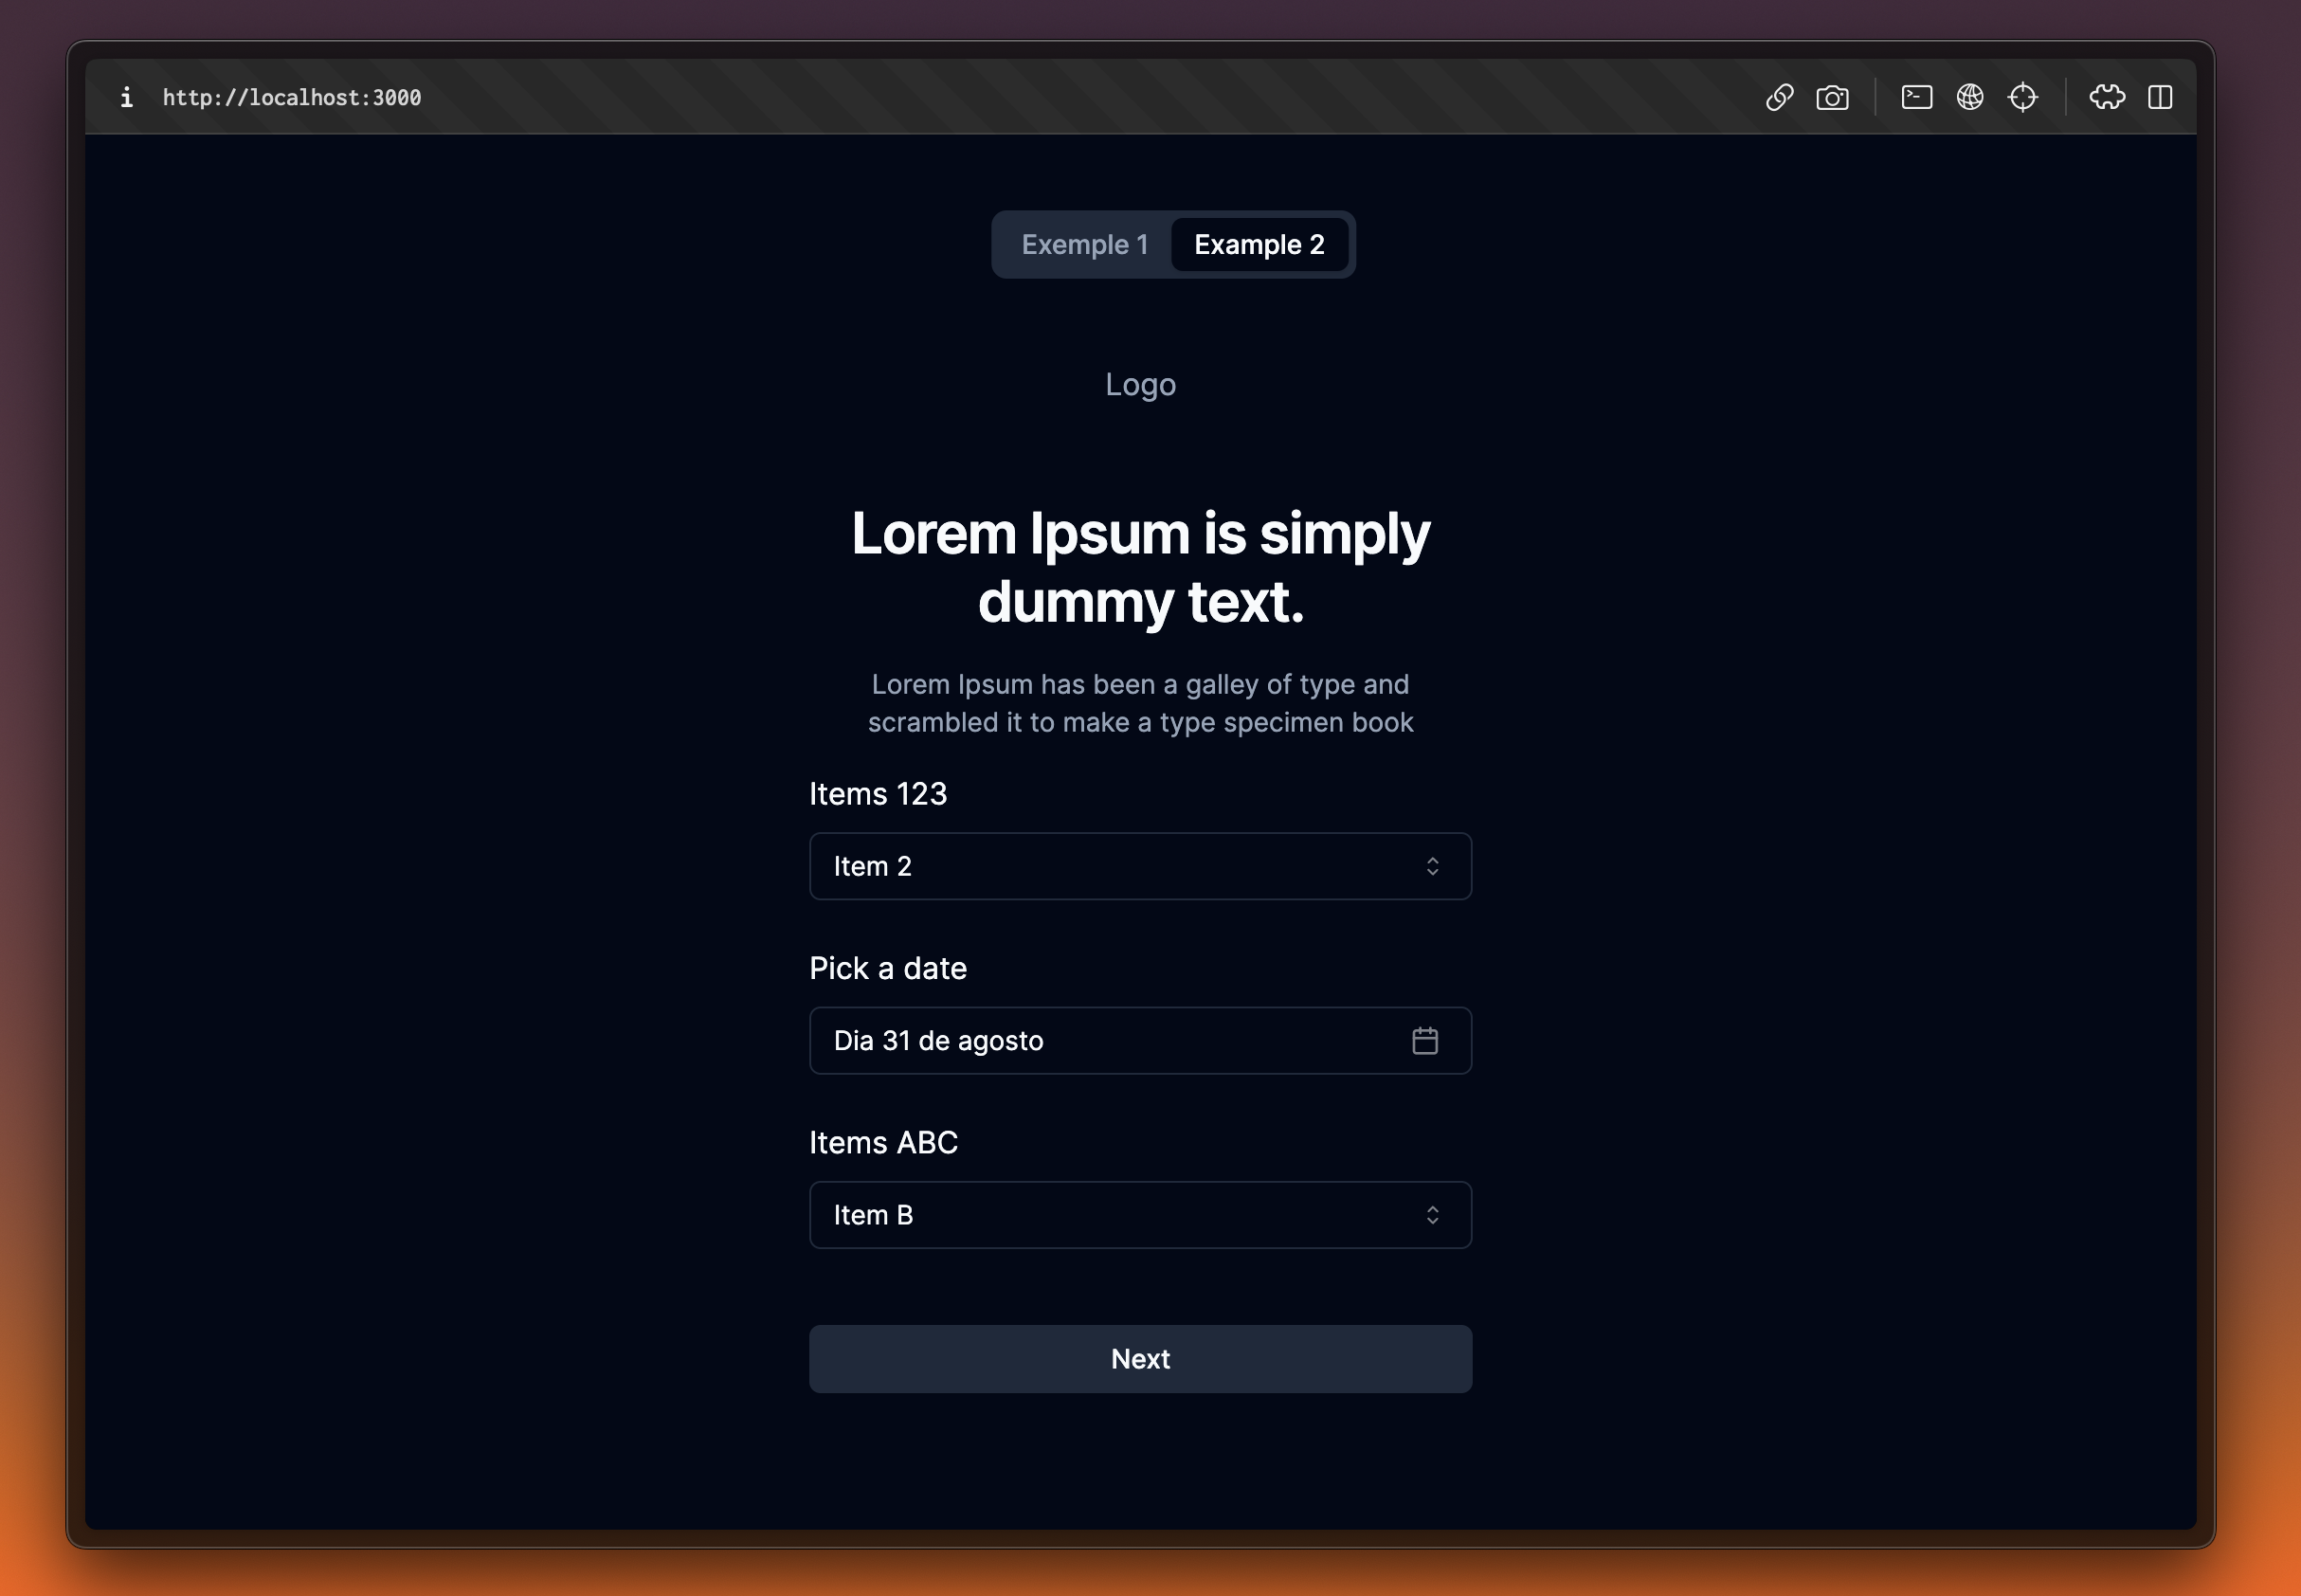 i http://localhost:3000
Exemple 1 Example 2
Logo
Lorem Ipsum is simply
dummy text.
Lorem Ipsum has been a galley of type and
scrambled it to make a type specimen book
Items 123
Item 2
Pick a date
Dia 31 de agosto
Items ABC
Item B
Next